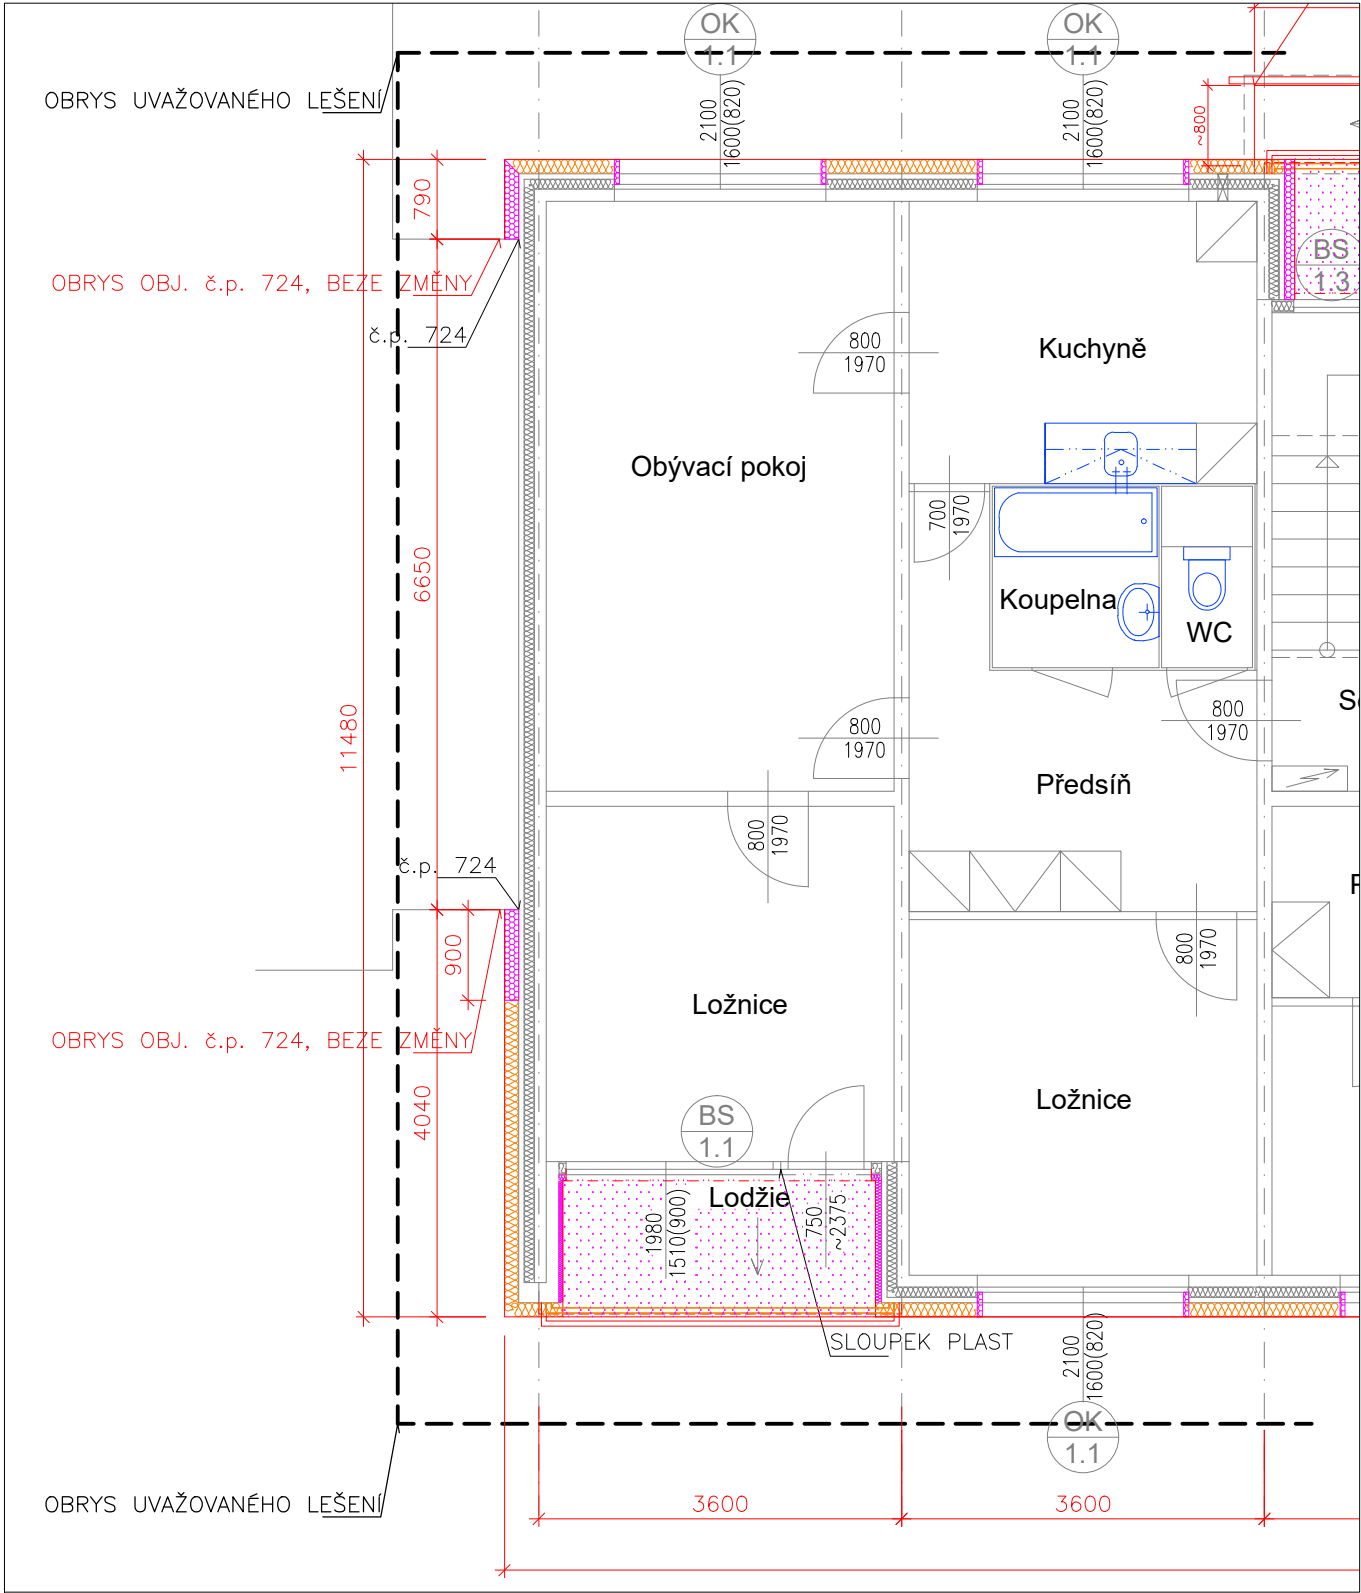 OK
1.1
OK
1.1
OBRYS UVAŽOVANÉHO LEŠENÍ
2100
1600(820)
2100
1600(820)
~800
790
BS
1.3
OBRYS OBJ. č.p. 724, BEZE ZMĚNY
č.p. 724
800
1970
Kuchyně
Obývací pokoj
700
1970
6650
Koupelna
WC
11480
800
1970
800
1970
Předsíň
800
1970
č.p. 724
900
800
1970
Ložnice
OBRYS OBJ. č.p. 724, BEZE ZMĚNY
4040
Ložnice
BS
1.1
Lodžie
1980
1510(900)
750
~2375
SLOUPEK PLAST
2100
1600(820)
OK
1.1
OBRYS UVAŽOVANÉHO LEŠENÍ
3600
3600